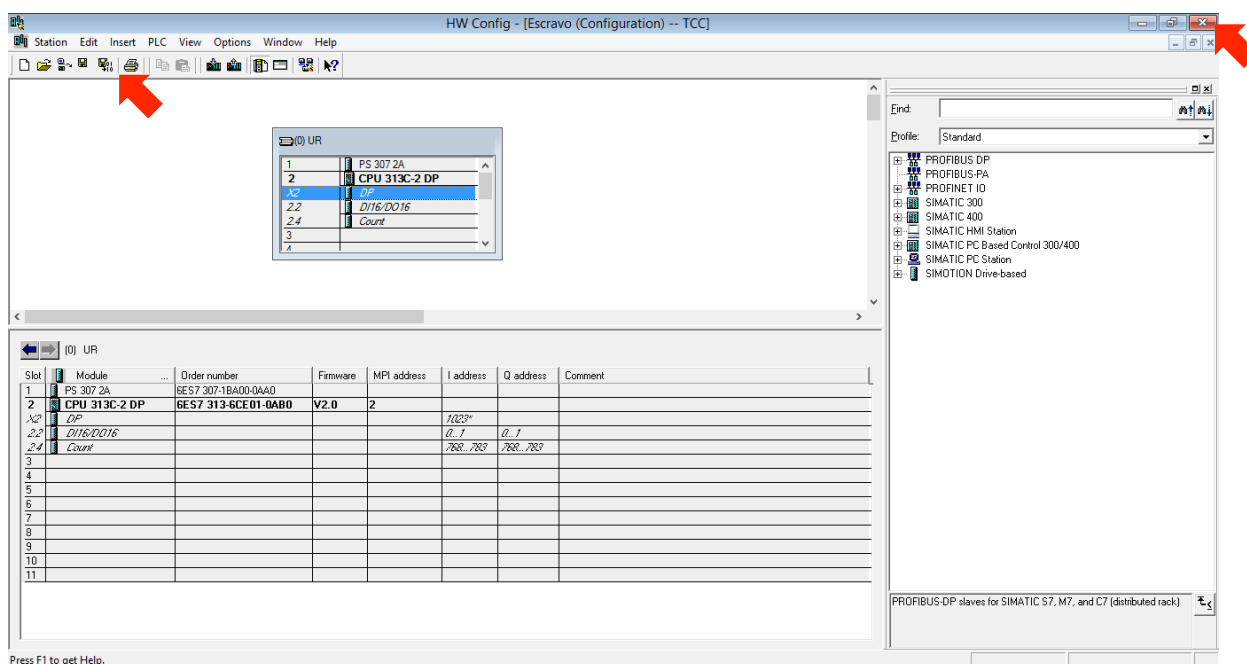 HW Config - [Escravo (Configuration) -- TCC]
Station Edit Insert PLC View Options Window Help
Find:
Profile: Standard
(0) UR
1 PS 307 2A
2 CPU 313C-2 DP
X2 DP
2.2 DI16/DO16
2.4 Count
3
4
PROFIBUS DP
PROFIBUS-PA
PROFINET IO
SIMATIC 300
SIMATIC 400
SIMATIC HMI Station
SIMATIC PC Based Control 300/400
SIMATIC PC Station
SIMOTION Drive-based
(0) UR
Slot Module ... Order number Firmware MPI address I address Q address Comment
1 PS 307 2A 6ES7 307-1BA00-0AA0
2 CPU 313C-2 DP 6ES7 313-6CE01-0AB0 V2.0 2
X2 DP 1023*
2.2 DI16/DO16 0...1 0...1
2.4 Count 768...783 768...783
3
4
5
6
7
8
9
10
11
PROFIBUS-DP slaves for SIMATIC S7, M7, and C7 (distributed rack)
Press F1 to get Help.